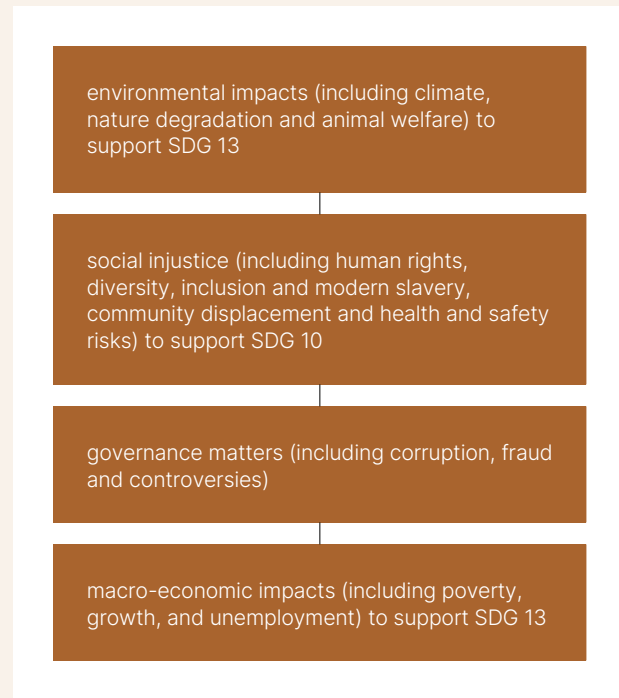 environmental impacts (including climate,
nature degradation and animal welfare) to
support SDG 13
social injustice (including human rights,
diversity, inclusion and modern slavery,
community displacement and health and safety
risks) to support SDG 10
governance matters (including corruption, fraud
and controversies)
macro-economic impacts (including poverty,
growth, and unemployment) to support SDG 13